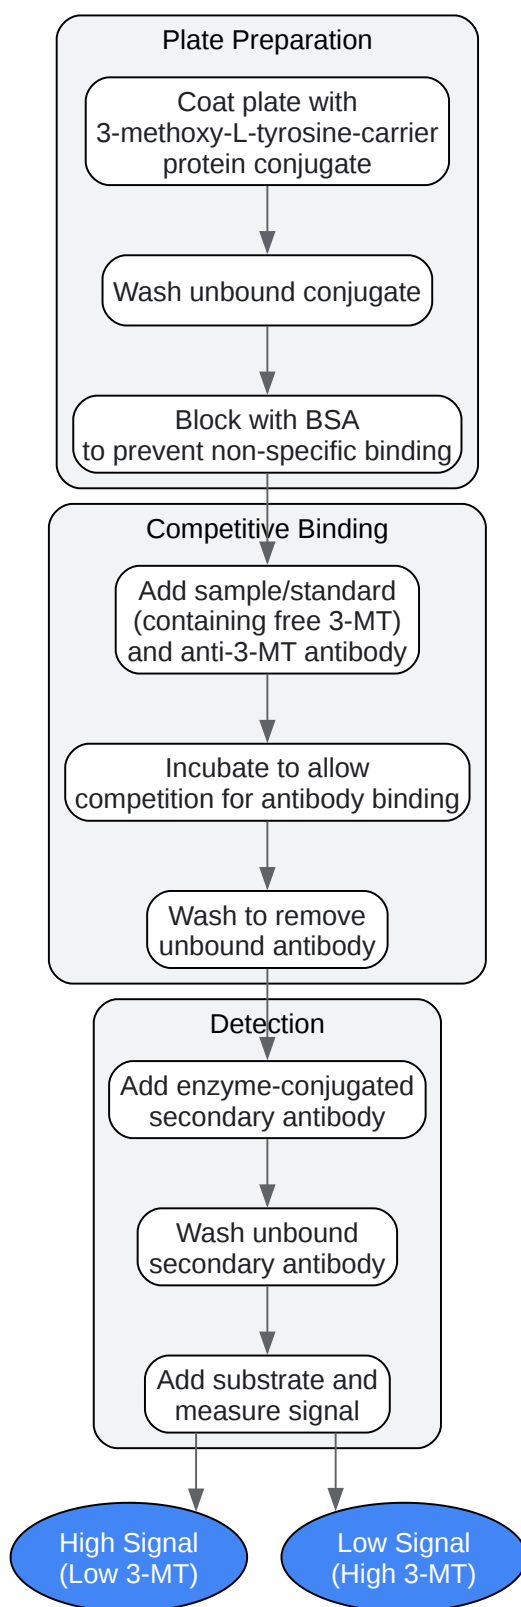 Plate Preparation
Coat plate with
3-methoxy-L-tyrosine-carrier
protein conjugate
Wash unbound conjugate
Block with BSA
to prevent non-specific binding
Competitive Binding
Add sample/standard
(containing free 3-MT)
and anti-3-MT antibody
Incubate to allow
competition for antibody binding
Wash to remove
unbound antibody
Detection
Add enzyme-conjugated
secondary antibody
Wash unbound
secondary antibody
Add substrate and
measure signal
High Signal
(Low 3-MT)
Low Signal
(High 3-MT)